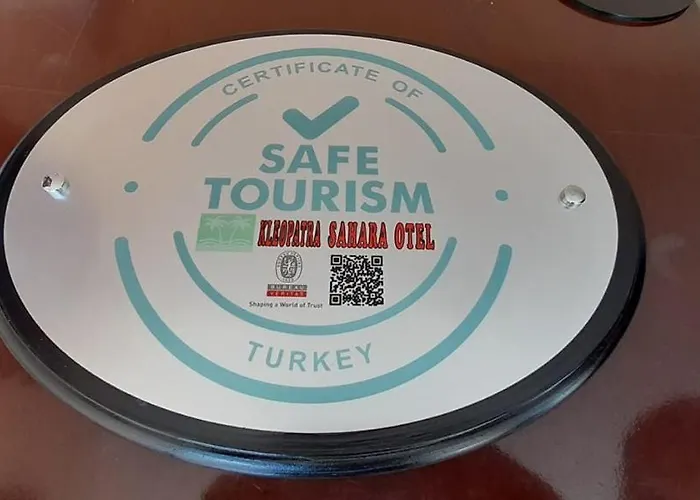 CERTIFICATE OF
SAFE
TOURISM
KLEOPATRA SAHARA OTEL
BUREAU
VERITAS
Shaping a World of Trust
TURKEY